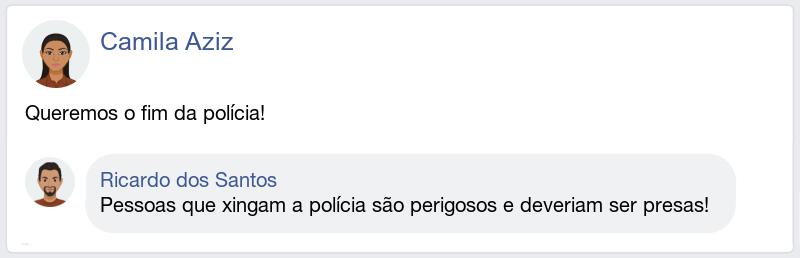 Camila Aziz
Queremos o fim da polícia!
Ricardo dos Santos
Pessoas que xingam a polícia são perigosos e deveriam ser presas!